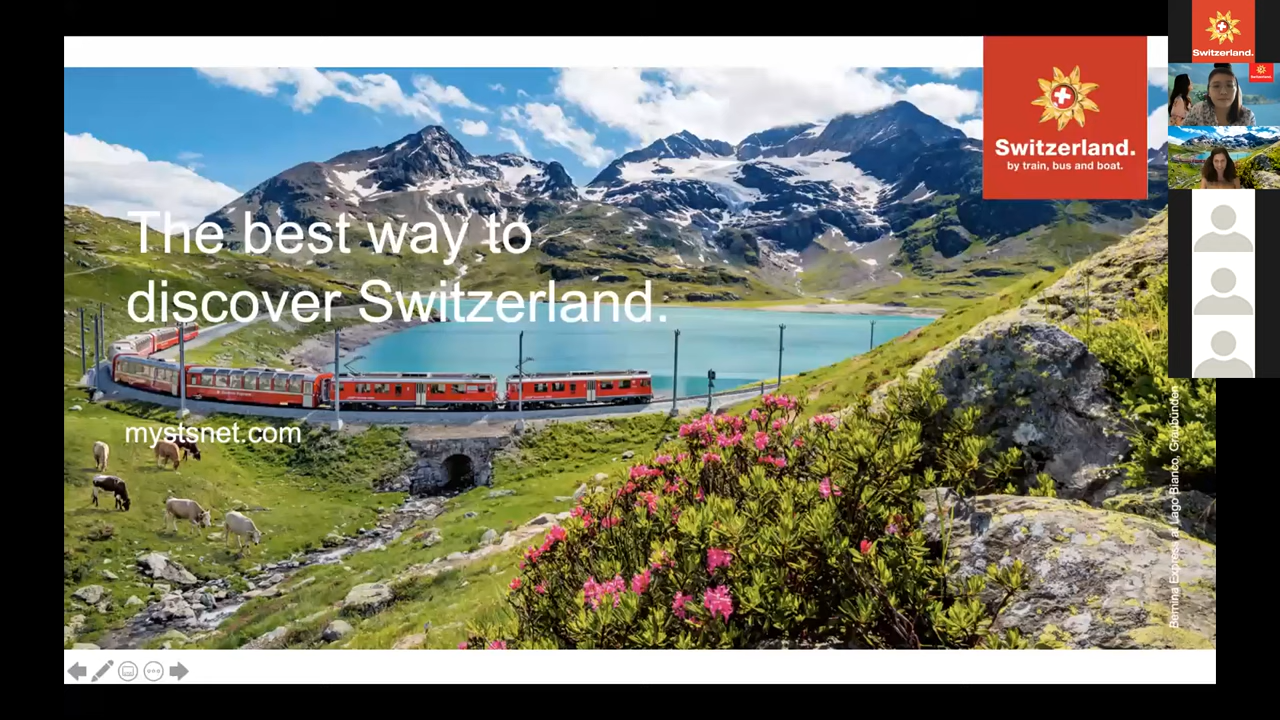 Switzerland.
by train, bus and boat.
Switzerland.
The best way to
discover Switzerland.
mystsnet.com
Bernina Express, Lago Bianco, Graubünden